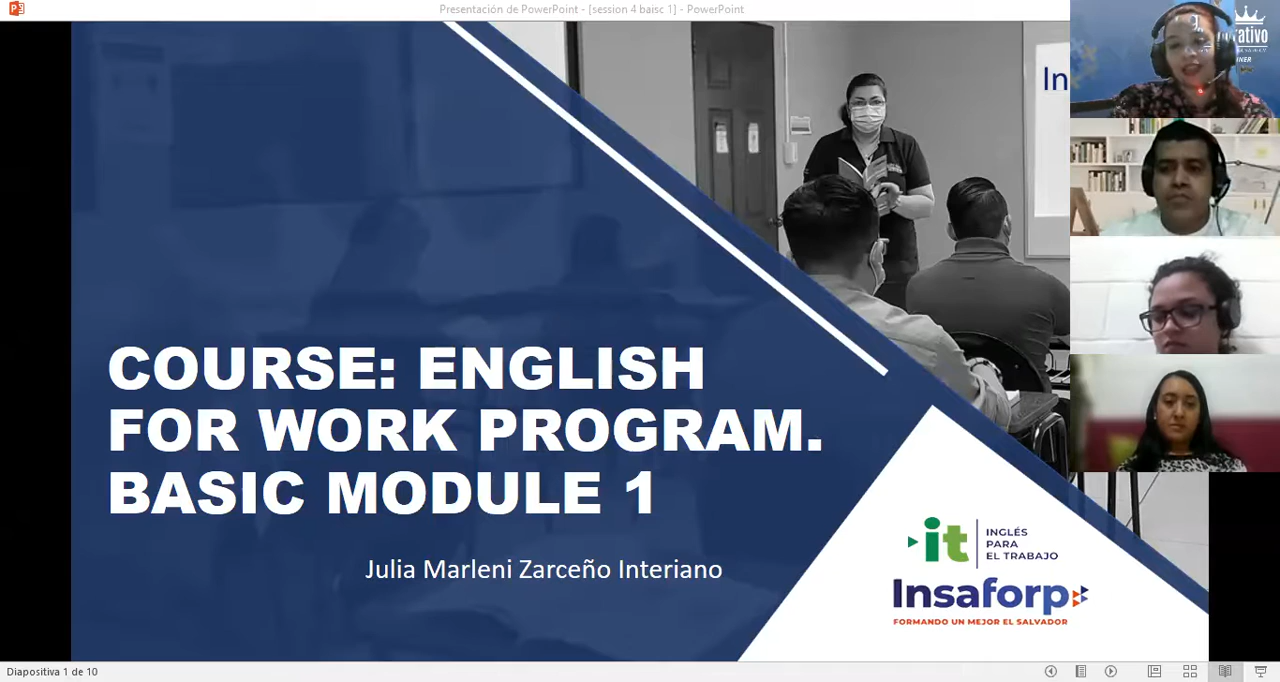 Presentación de PowerPoint - [session 4 baisc 1] - PowerPoint
In
COURSE: ENGLISH
FOR WORK PROGRAM.
BASIC MODULE 1
Julia Marleni Zarceño Interiano
it
INGLÉS
PARA
EL TRABAJO
Insaforp
FORMANDO UN MEJOR EL SALVADOR
Diapositiva 1 de 10